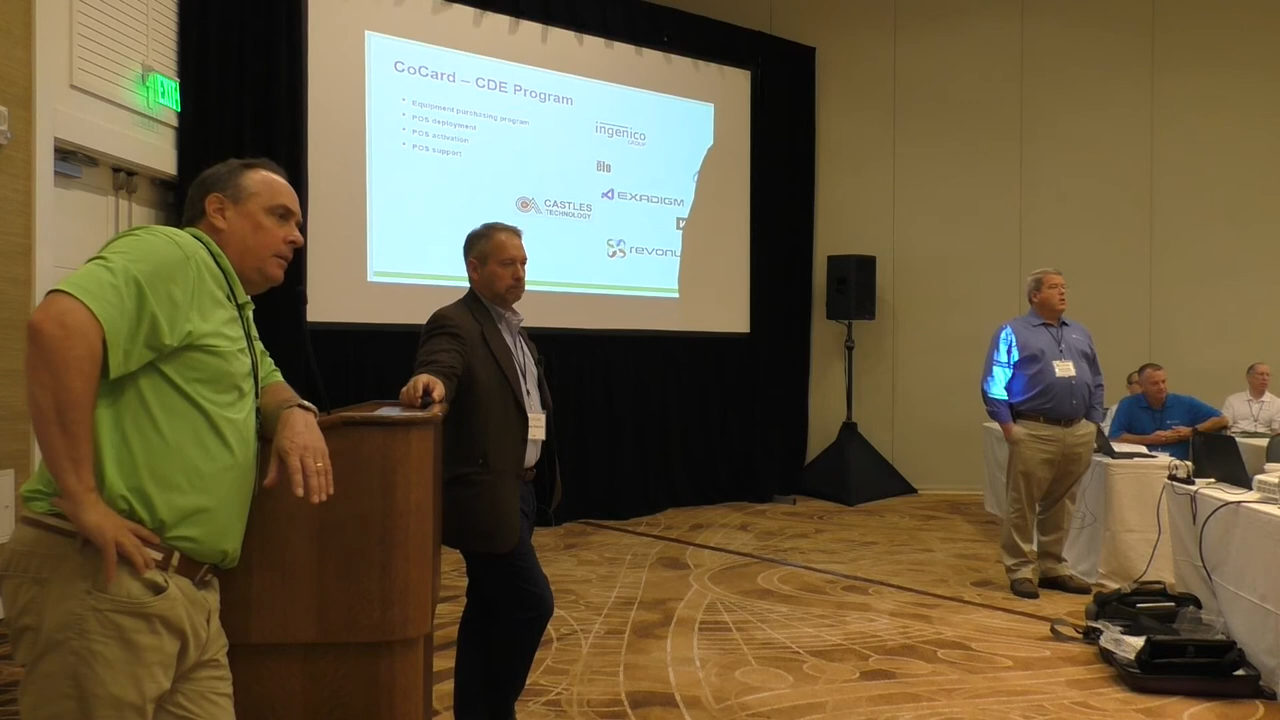 EXIT
CoCard – CDE Program
• Equipment purchasing program
• POS deployment
• POS activation
• POS support
ingenico
GROUP
elo
EXADIGM
CASTLES
TECHNOLOGY